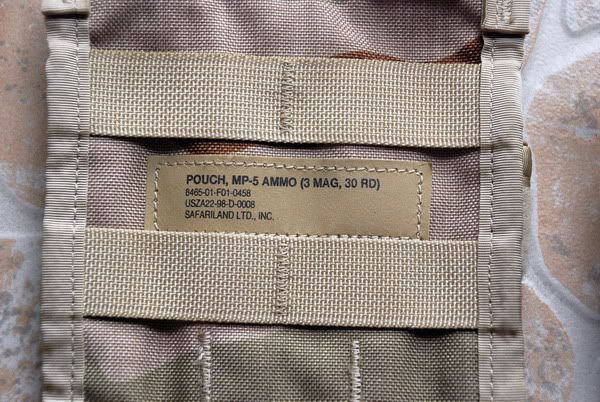 POUCH, MP-5 AMMO (3 MAG, 30 RD)
8465-01-F01-0458
USZA22-98-D-0008
SAFARILAND LTD., INC.